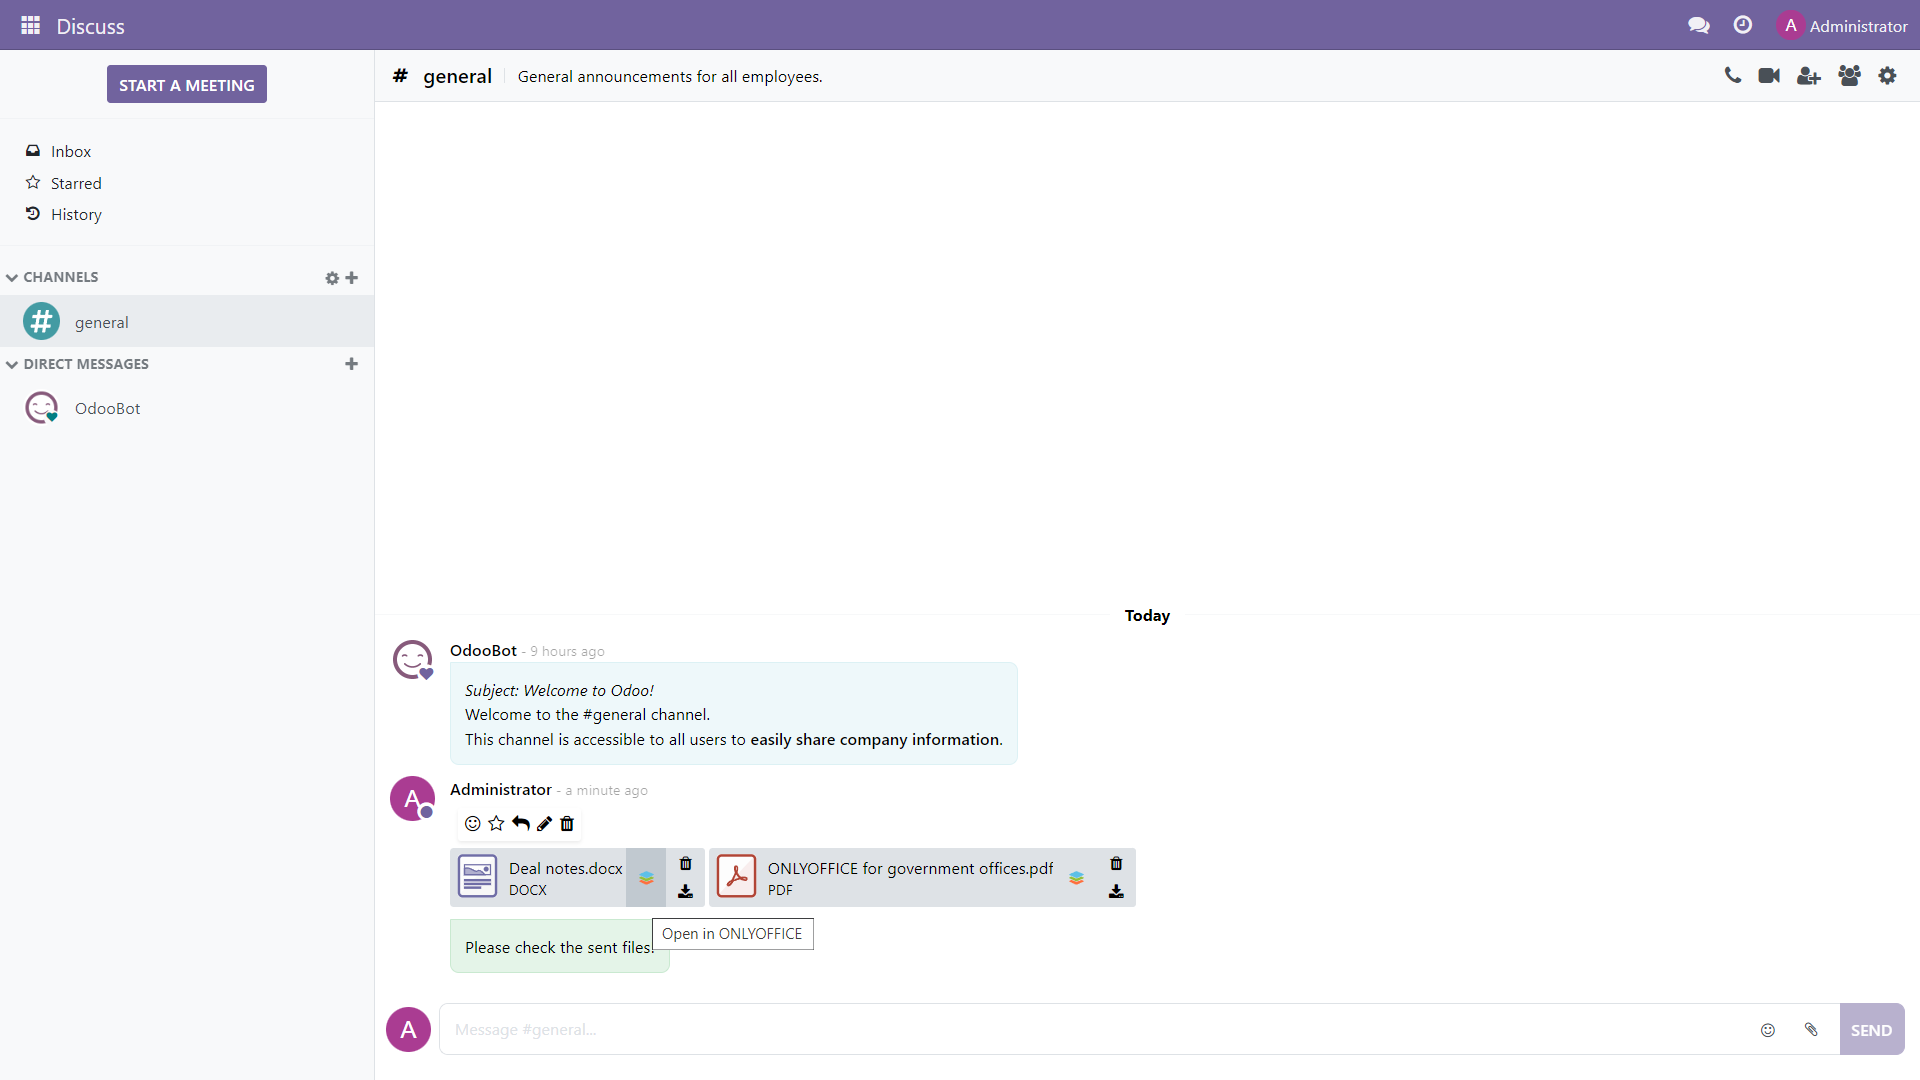 Discuss
A Administrator
START A MEETING
# general General announcements for all employees.
Inbox
Starred
History
CHANNELS
# general
DIRECT MESSAGES
OdooBot
Today
OdooBot - 9 hours ago
Subject: Welcome to Odoo!
Welcome to the #general channel.
This channel is accessible to all users to easily share company information.
A
Administrator - a minute ago
Deal notes.docx
DOCX
ONLYOFFICE for government offices.pdf
PDF
Open in ONLYOFFICE
Please check the sent files!
A
Message #general...
SEND